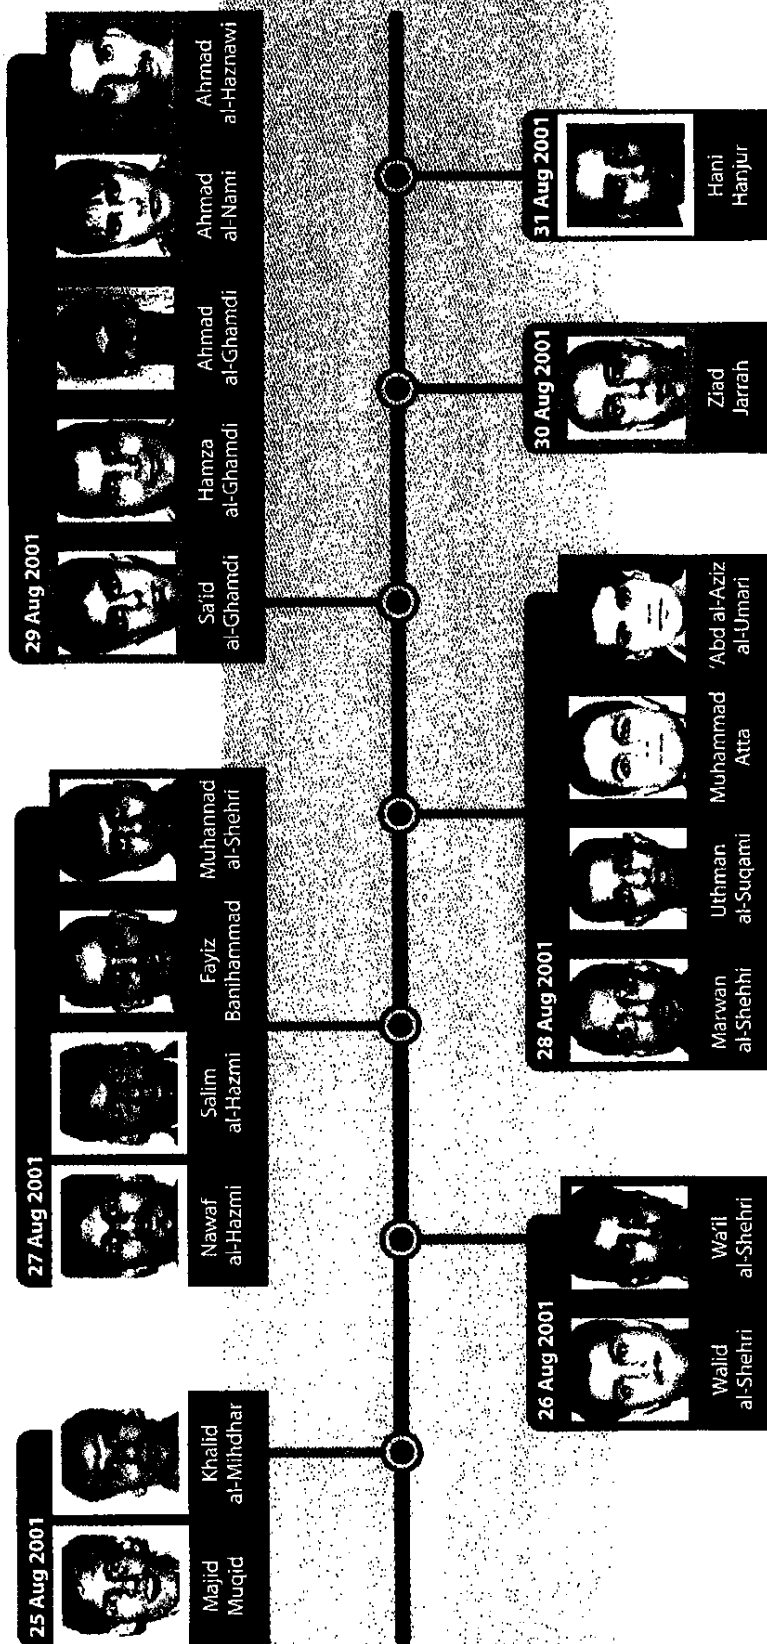 25 Aug 2001
Majid
Muqid
Khalid
al-Mihdhar
26 Aug 2001
Walid
al-Shehri
Wa'il
al-Shehri
27 Aug 2001
Nawaf
al-Hazmi
Salim
al-Hazmi
Fayiz
Banihammad
Muhannad
al-Shehri
28 Aug 2001
Marwan
al-Shehhi
Uthman
al-Suqami
Muhammad
Atta
'Abd al-Aziz
al-Umari
29 Aug 2001
Sa'id
al-Ghamdi
Hamza
al-Ghamdi
Ahmad
al-Ghamdi
Ahmad
al-Nami
Ahmad
al-Haznawi
30 Aug 2001
Ziad
Jarrah
31 Aug 2001
Hani
Hanjur